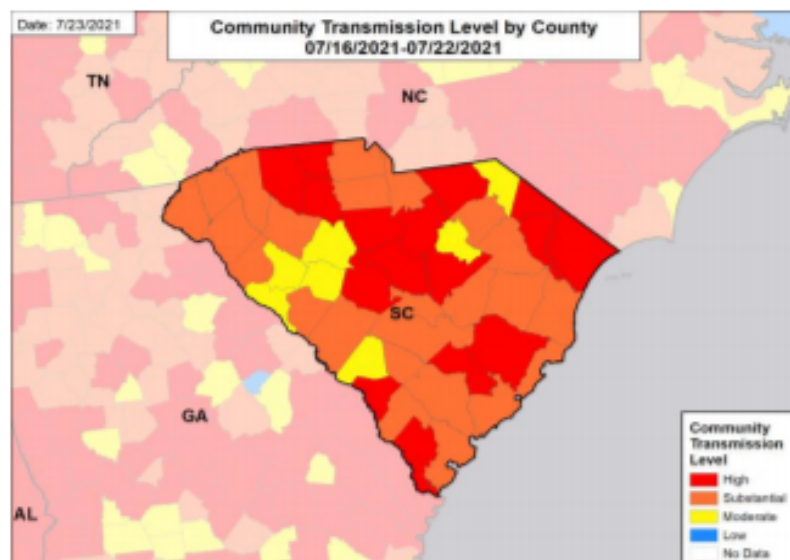 Date: 7/23/2021
Community Transmission Level by County
07/16/2021-07/22/2021
TN
NC
SC
GA
AL
Community
Transmission
Level
High
Substantial
Moderate
Low
No Data